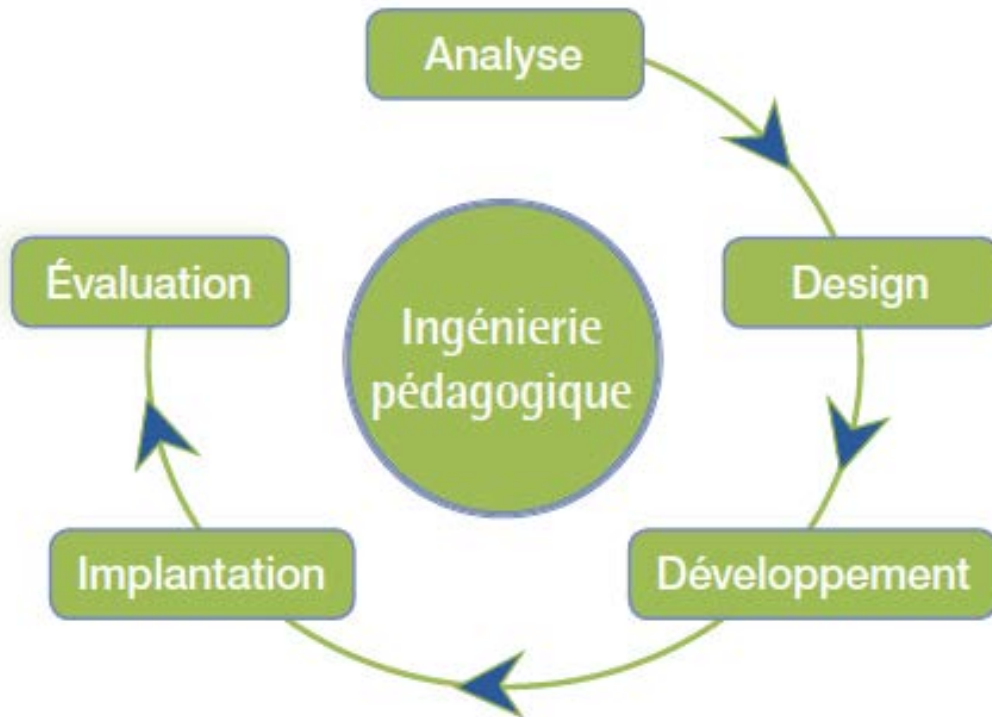 Analyse
Design
Développement
Implantation
Évaluation
Ingénierie
pédagogique